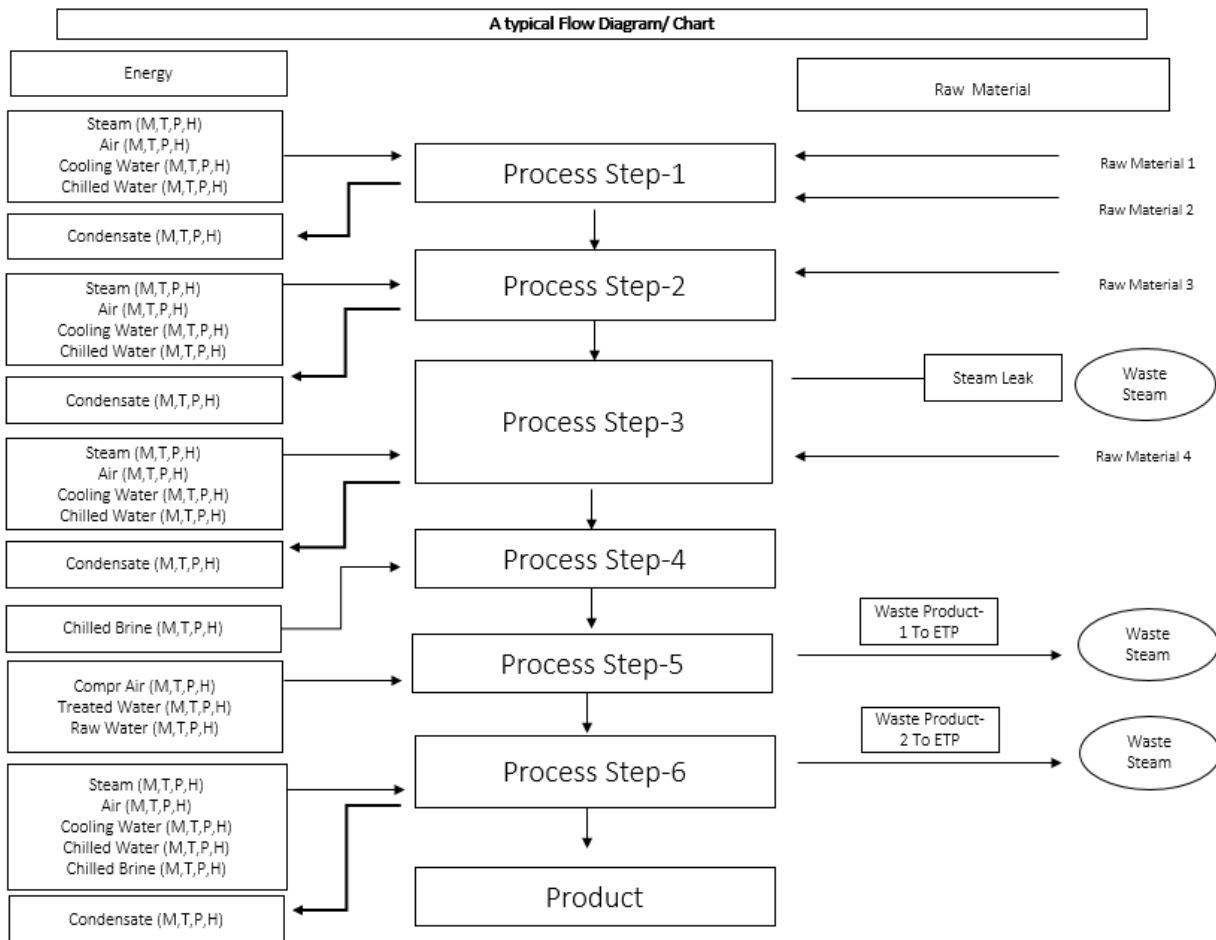 A typical Flow Diagram/ Chart
Energy
Raw Material
Steam (M,T,P,H)
Air (M,T,P,H)
Cooling Water (M,T,P,H)
Chilled Water (M,T,P,H)
Process Step-1
Raw Material 1
Raw Material 2
Condensate (M,T,P,H)
Steam (M,T,P,H)
Air (M,T,P,H)
Cooling Water (M,T,P,H)
Chilled Water (M,T,P,H)
Process Step-2
Raw Material 3
Condensate (M,T,P,H)
Process Step-3
Steam Leak
Waste
Steam
Steam (M,T,P,H)
Air (M,T,P,H)
Cooling Water (M,T,P,H)
Chilled Water (M,T,P,H)
Raw Material 4
Condensate (M,T,P,H)
Process Step-4
Chilled Brine (M,T,P,H)
Waste Product-
1 To ETP
Waste
Steam
Compr Air (M,T,P,H)
Treated Water (M,T,P,H)
Raw Water (M,T,P,H)
Process Step-5
Waste Product-
2 To ETP
Waste
Steam
Steam (M,T,P,H)
Air (M,T,P,H)
Cooling Water (M,T,P,H)
Chilled Water (M,T,P,H)
Chilled Brine (M,T,P,H)
Process Step-6
Condensate (M,T,P,H)
Product